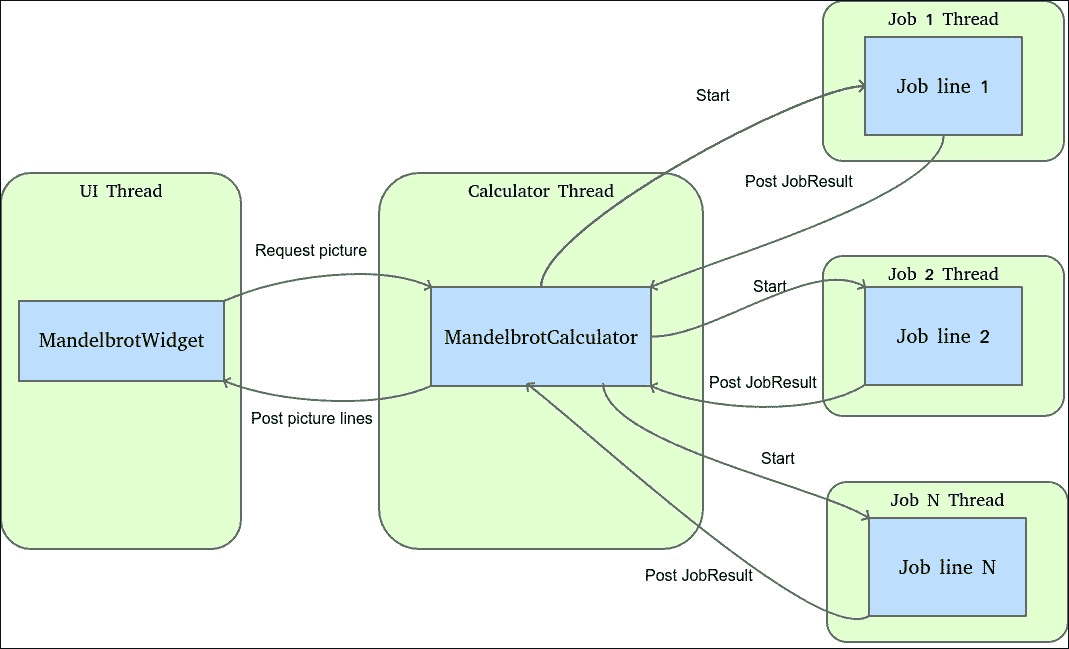 Job 1 Thread
Job line 1
Start
Post JobResult
UI Thread
MandelbrotWidget
Request picture
Post picture lines
Calculator Thread
MandelbrotCalculator
Job 2 Thread
Start
Job line 2
Post JobResult
Start
Job N Thread
Job line N
Post JobResult